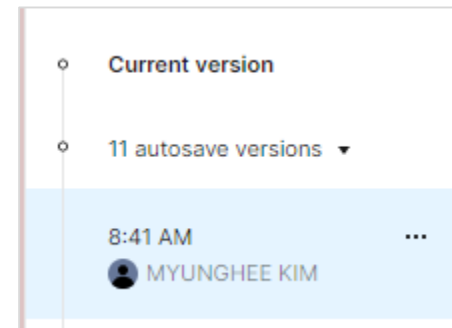 Current version
11 autosave versions
8:41 AM
MYUNGHEE KIM